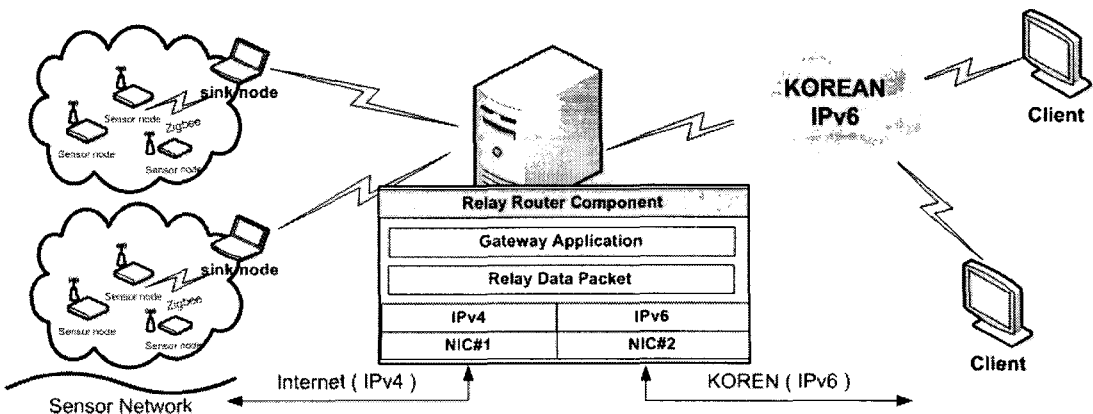 sink node
Sensor node
Zigbee
Sensor node
Sensor node
sink node
Sensor node
Zigbee
Sensor node
Sensor node
Sensor Network
Relay Router Component
Gateway Application
Relay Data Packet
IPv4 IPv6
NIC#1 NIC#2
Internet ( IPv4 )
KOREN ( IPv6 )
KOREAN
IPv6
Client
Client